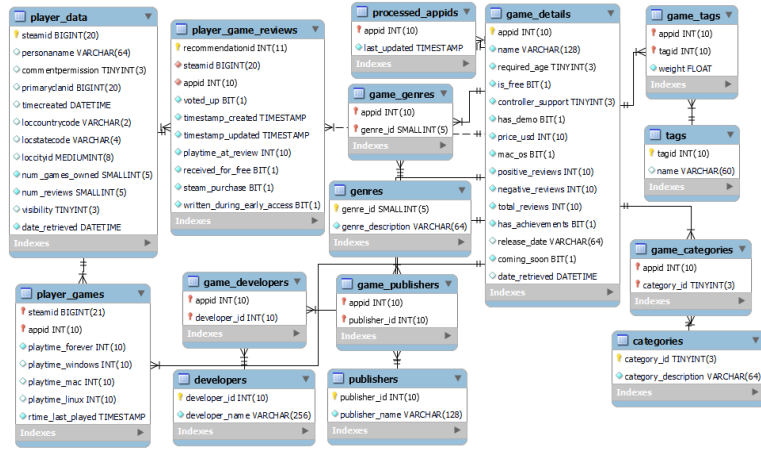 player_data
steamid BIGINT(20)
personaname VARCHAR(64)
commentpermission TINYINT(3)
primaryclanid BIGINT(20)
timecreated DATETIME
loccountrycode VARCHAR(2)
locstatecode VARCHAR(4)
loccityid MEDIUMINT(8)
num_games_owned SMALLINT(5)
num_reviews SMALLINT(5)
visibility TINYINT(3)
date_retrieved DATETIME
Indexes
player_game_reviews
recommendationid INT(11)
steamid BIGINT(20)
appid INT(10)
voted_up BIT(1)
timestamp_created TIMESTAMP
timestamp_updated TIMESTAMP
playtime_at_review INT(10)
received_for_free BIT(1)
steam_purchase BIT(1)
written_during_early_access BIT(1)
Indexes
processed_appids
appid INT(10)
last_updated TIMESTAMP
Indexes
game_genres
appid INT(10)
genre_id SMALLINT(5)
Indexes
genres
genre_id SMALLINT(5)
genre_description VARCHAR(64)
Indexes
game_details
appid INT(10)
name VARCHAR(128)
required_age TINYINT(3)
is_free BIT(1)
controller_support TINYINT(3)
has_demo BIT(1)
price_usd INT(10)
mac_os BIT(1)
positive_reviews INT(10)
negative_reviews INT(10)
total_reviews INT(10)
has_achievements BIT(1)
release_date VARCHAR(64)
coming_soon BIT(1)
date_retrieved DATETIME
Indexes
game_tags
appid INT(10)
tagid INT(10)
weight FLOAT
Indexes
tags
tagid INT(10)
name VARCHAR(60)
Indexes
game_categories
appid INT(10)
category_id TINYINT(3)
Indexes
categories
category_id TINYINT(3)
category_description VARCHAR(64)
Indexes
player_games
steamid BIGINT(21)
appid INT(10)
playtime_forever INT(10)
playtime_windows INT(10)
playtime_mac INT(10)
playtime_linux INT(10)
rtime_last_played TIMESTAMP
Indexes
game_developers
appid INT(10)
developer_id INT(10)
Indexes
developers
developer_id INT(10)
developer_name VARCHAR(256)
Indexes
game_publishers
appid INT(10)
publisher_id INT(10)
Indexes
publishers
publisher_id INT(10)
publisher_name VARCHAR(128)
Indexes